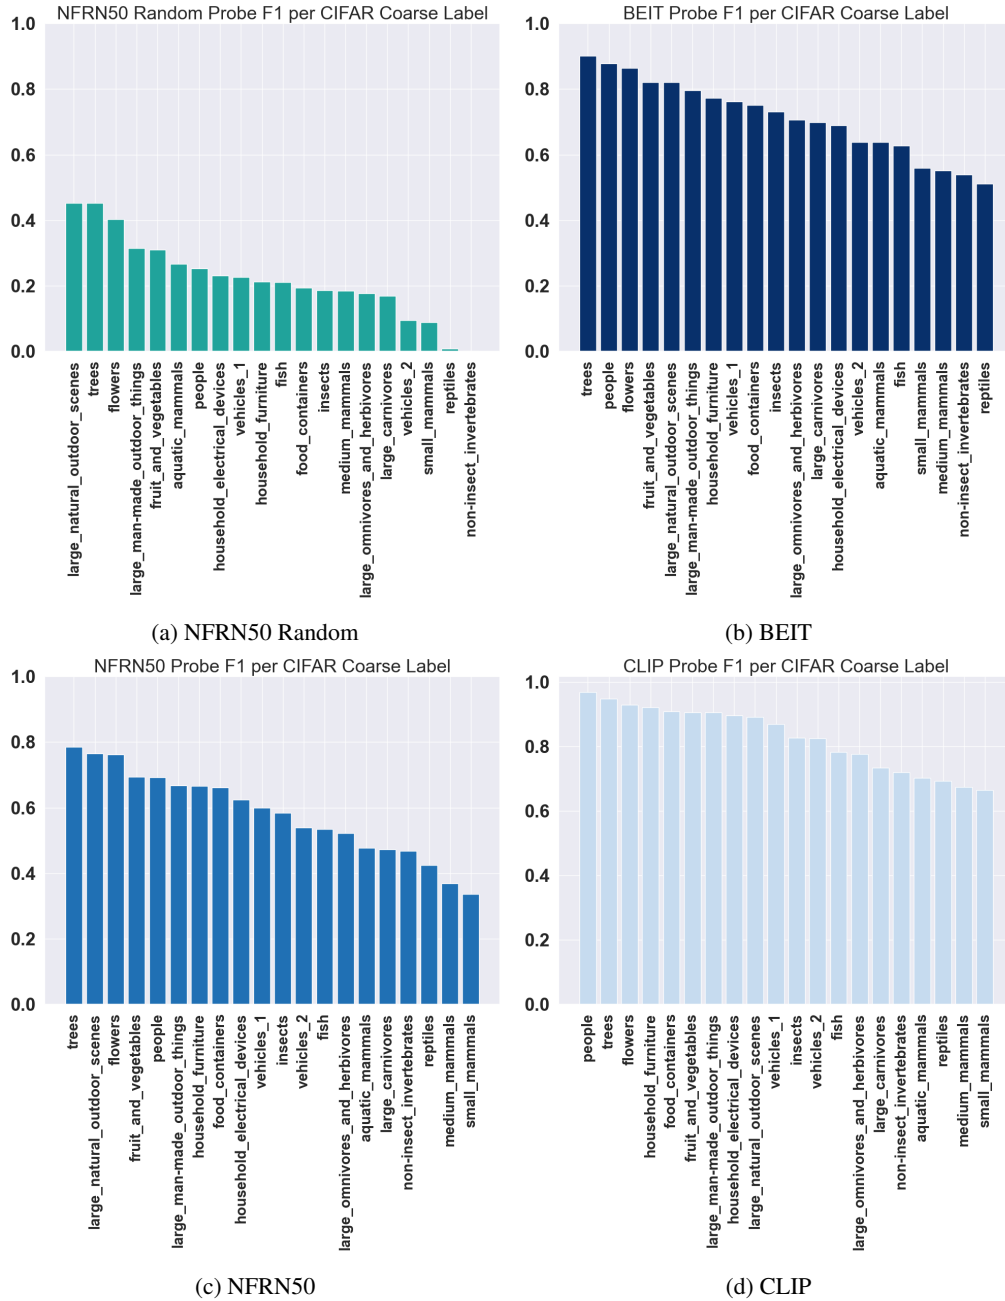 NFRN50 Random Probe F1 per CIFAR Coarse Label
1.0
0.8
0.6
0.4
0.2
0.0
large_natural_outdoor_scenes
trees
flowers
large_man-made_outdoor_things
fruit_and_vegetables
aquatic_mammals
people
household_electrical_devices
vehicles_1
household_furniture
fish
food_containers
insects
medium_mammals
large_omnivores_and_herbivores
large_carnivores
vehicles_2
small_mammals
reptiles
non-insect_invertebrates
(a) NFRN50 Random
BEIT Probe F1 per CIFAR Coarse Label
1.0
0.8
0.6
0.4
0.2
0.0
trees
people
flowers
fruit_and_vegetables
large_natural_outdoor_scenes
large_man-made_outdoor_things
household_furniture
vehicles_1
food_containers
insects
large_omnivores_and_herbivores
large_carnivores
household_electrical_devices
vehicles_2
aquatic_mammals
fish
small_mammals
medium_mammals
non-insect_invertebrates
reptiles
(b) BEIT
NFRN50 Probe F1 per CIFAR Coarse Label
1.0
0.8
0.6
0.4
0.2
0.0
trees
large_natural_outdoor_scenes
flowers
fruit_and_vegetables
people
large_man-made_outdoor_things
household_furniture
food_containers
household_electrical_devices
vehicles_1
insects
vehicles_2
fish
large_omnivores_and_herbivores
aquatic_mammals
large_carnivores
non-insect_invertebrates
reptiles
medium_mammals
small_mammals
(c) NFRN50
CLIP Probe F1 per CIFAR Coarse Label
1.0
0.8
0.6
0.4
0.2
0.0
people
trees
flowers
household_furniture
food_containers
fruit_and_vegetables
large_man-made_outdoor_things
household_electrical_devices
large_natural_outdoor_scenes
vehicles_1
insects
vehicles_2
fish
large_omnivores_and_herbivores
large_carnivores
non-insect_invertebrates
aquatic_mammals
reptiles
medium_mammals
small_mammals
(d) CLIP